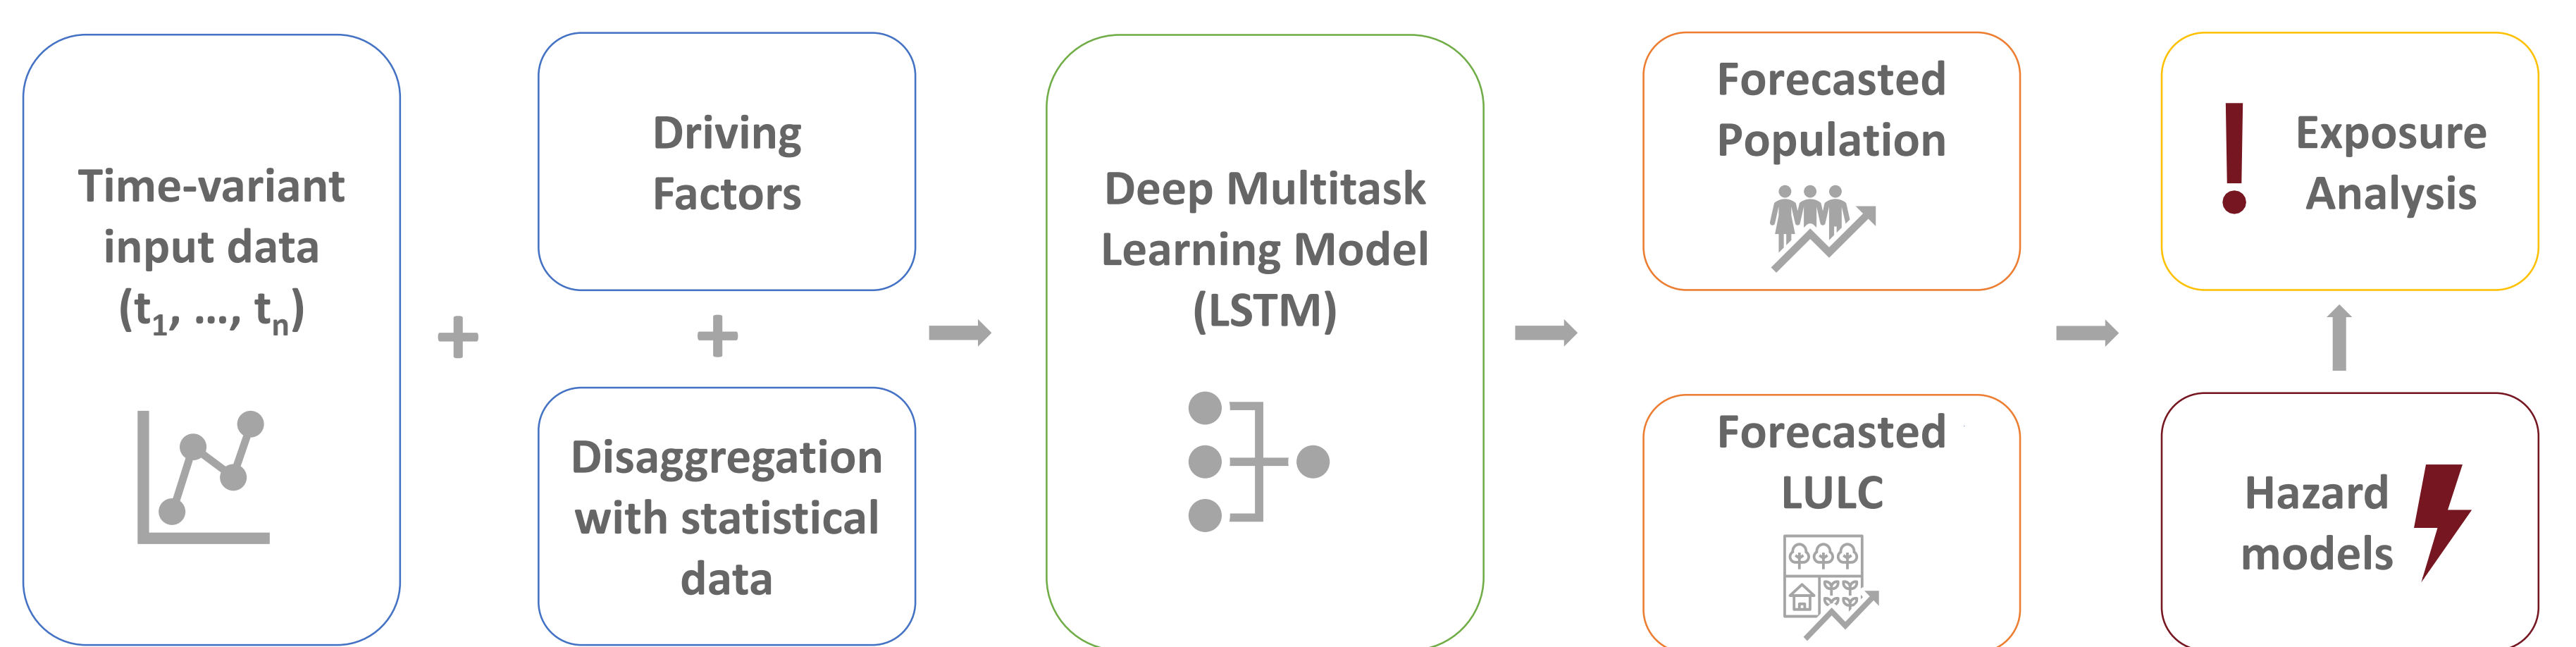 Time-variant
input data
(t₁, ..., tₙ)
+
Driving
Factors
+
Disaggregation
with statistical
data
Deep Multitask
Learning Model
(LSTM)
Forecasted
Population
Forecasted
LULC
Exposure
Analysis
Hazard
models